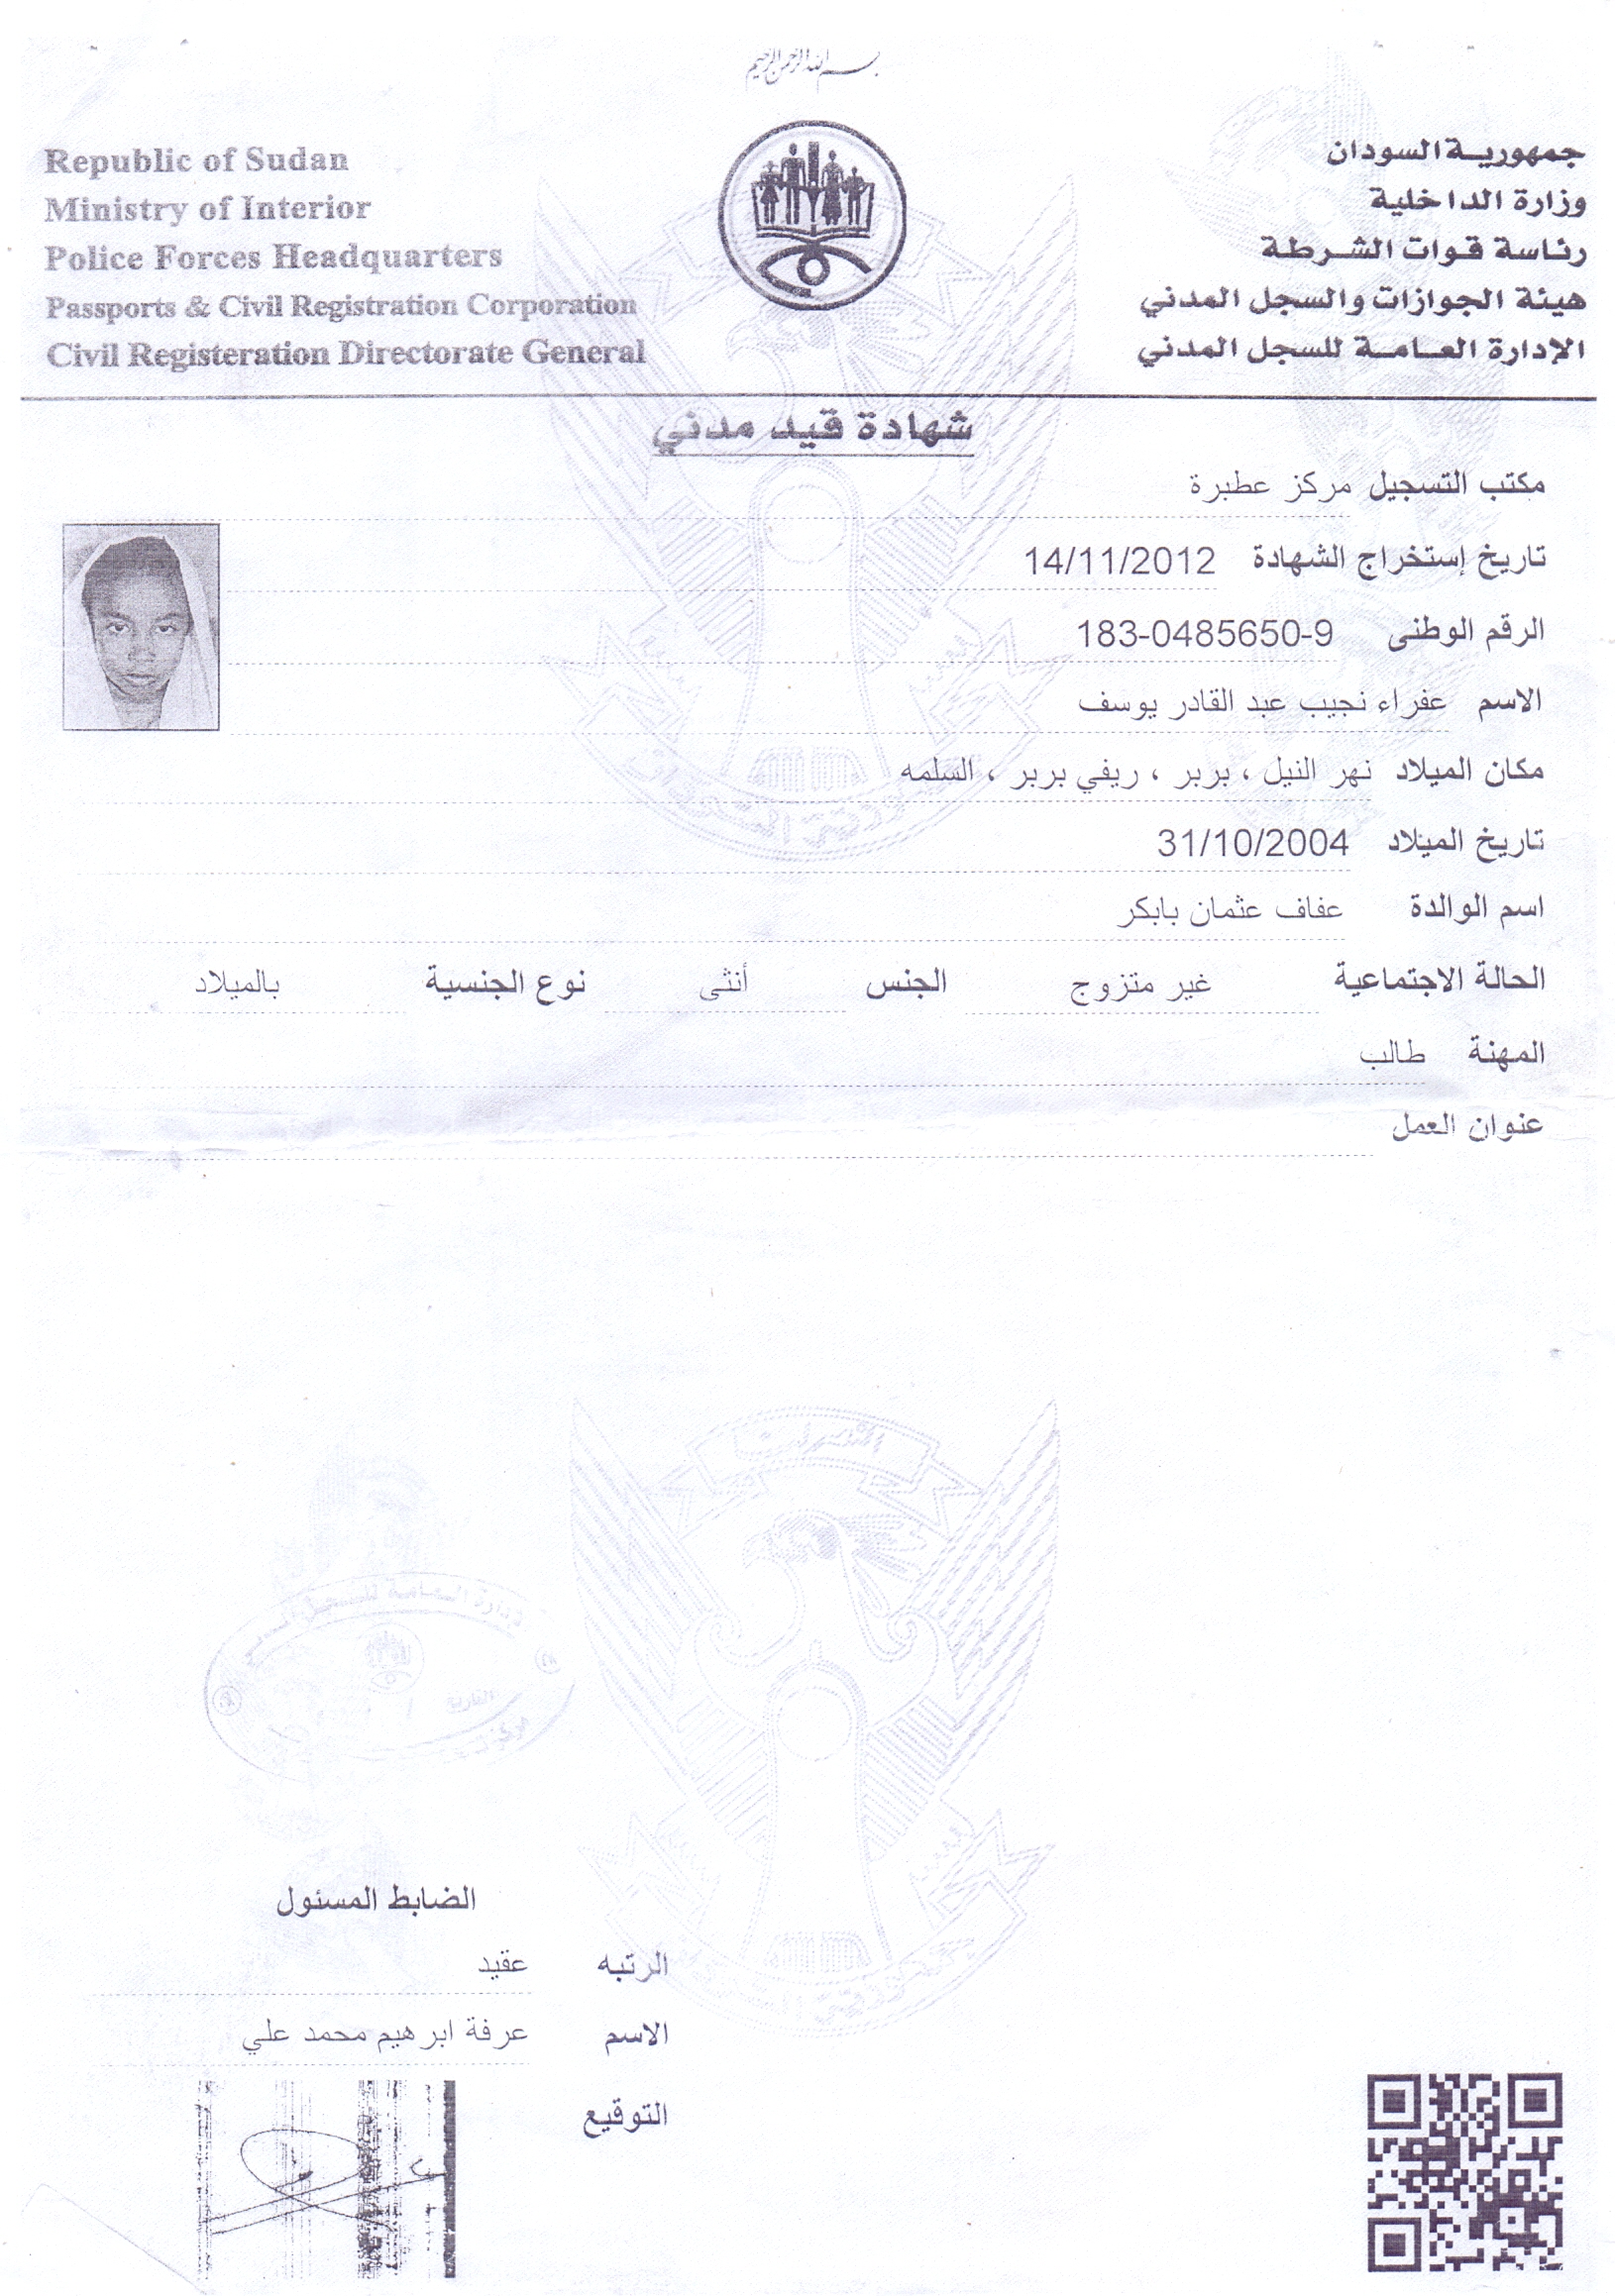 بسم الله الرحمن الرحيم
Republic of Sudan
Ministry of Interior
Police Forces Headquarters
Passports & Civil Registration Corporation
Civil Registeration Directorate General
جمهورية السودان
وزارة الداخلية
رئاسة قوات الشرطة
هيئة الجوازات والسجل المدني
الإدارة العامة للسجل المدني
شهادة قيد مدني
مكتب التسجيل مركز عطبرة
تاريخ إستخراج الشهادة 14/11/2012
الرقم الوطنى 183-0485650-9
الاسم عفراء نجيب عبد القادر يوسف
مكان الميلاد نهر النيل ، بربر ، ريفي بربر ، السلمه
تاريخ الميلاد 31/10/2004
اسم الوالدة عفاف عثمان بابكر
الحالة الاجتماعية غير متزوج الجنس أنثى نوع الجنسية بالميلاد
المهنة طالب
عنوان العمل
الضابط المسئول
الرتبه عقيد
الاسم عرفة ابرهيم محمد علي
التوقيع